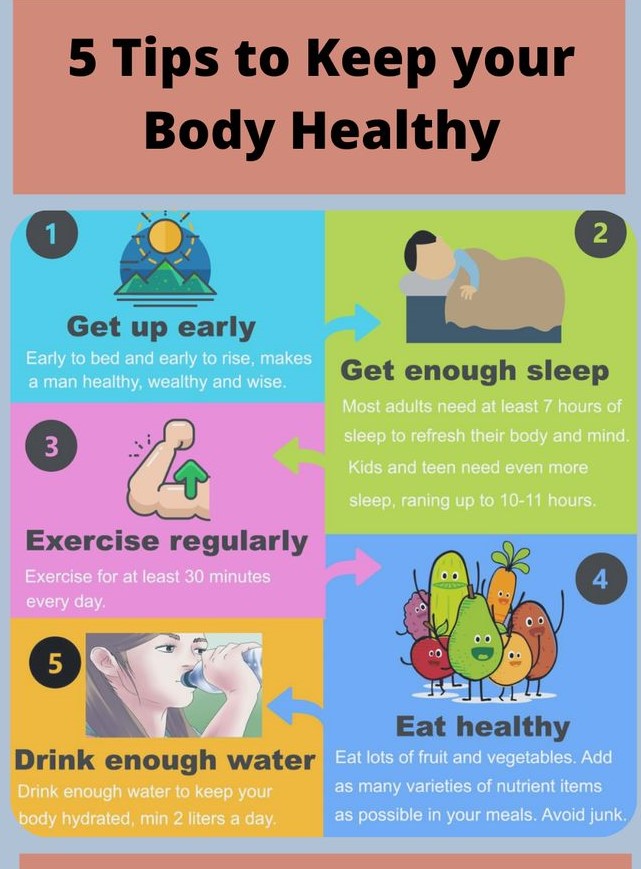 5 Tips to Keep your
Body Healthy
1
Get up early
Early to bed and early to rise, makes
a man healthy, wealthy and wise.
2
Get enough sleep
Most adults need at least 7 hours of
sleep to refresh their body and mind.
Kids and teen need even more
sleep, raning up to 10-11 hours.
3
Exercise regularly
Exercise for at least 30 minutes
every day.
4
Eat healthy
Eat lots of fruit and vegetables. Add
as many varieties of nutrient items
as possible in your meals. Avoid junk.
5
Drink enough water
Drink enough water to keep your
body hydrated, min 2 liters a day.